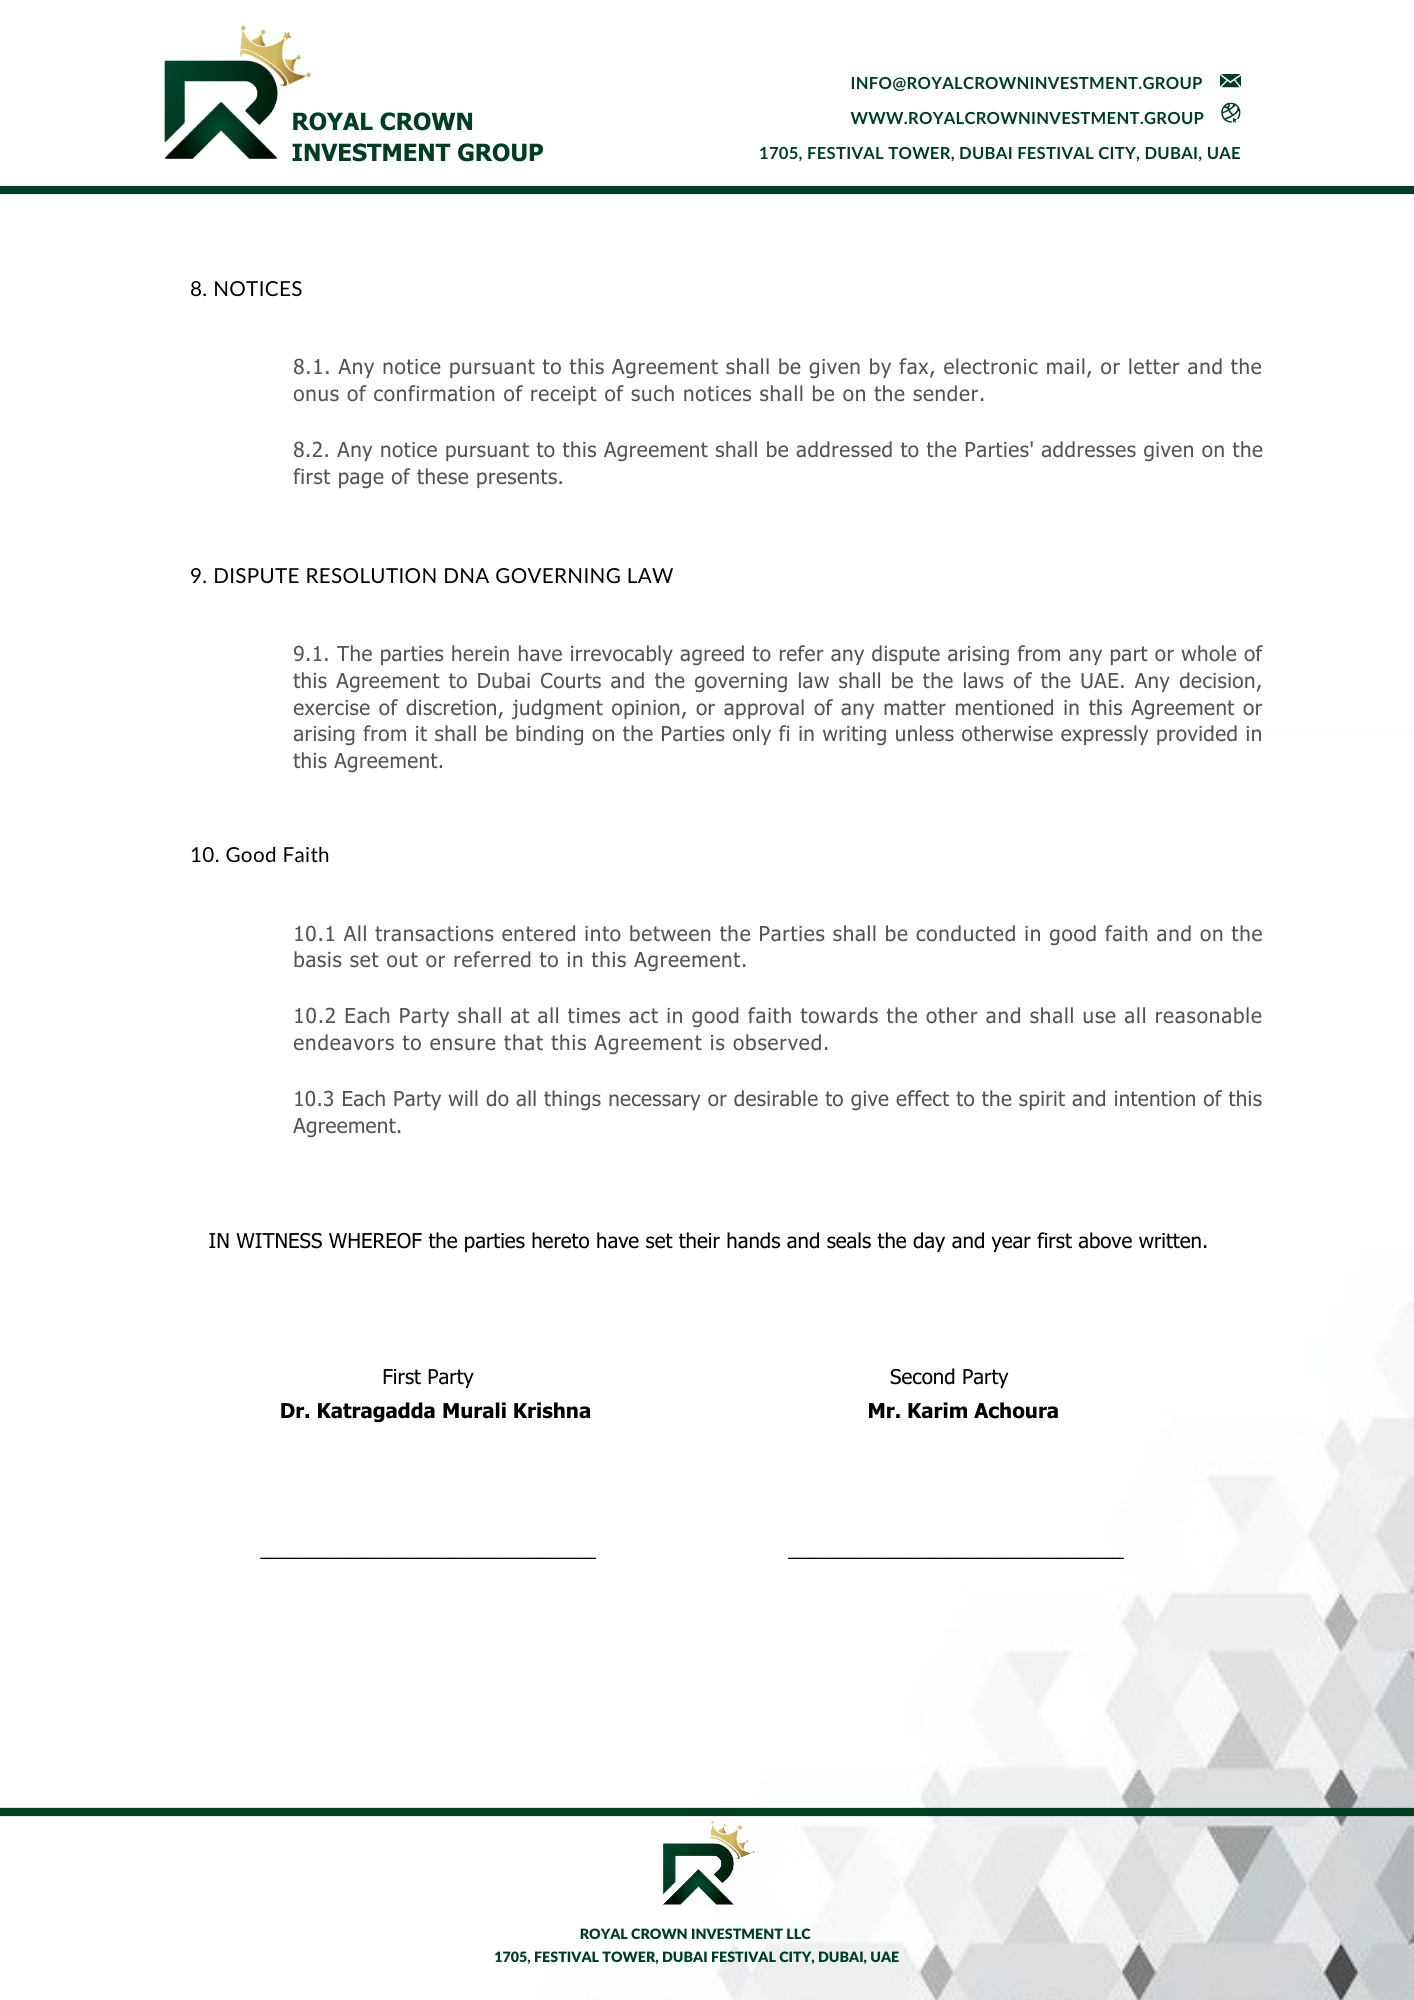 ROYAL CROWN
INVESTMENT GROUP
INFO@ROYALCROWNINVESTMENT.GROUP
WWW.ROYALCROWNINVESTMENT.GROUP
1705, FESTIVAL TOWER, DUBAI FESTIVAL CITY, DUBAI, UAE
8. NOTICES
8.1. Any notice pursuant to this Agreement shall be given by fax, electronic mail, or letter and the
onus of confirmation of receipt of such notices shall be on the sender.
8.2. Any notice pursuant to this Agreement shall be addressed to the Parties' addresses given on the
first page of these presents.
9. DISPUTE RESOLUTION DNA GOVERNING LAW
9.1. The parties herein have irrevocably agreed to refer any dispute arising from any part or whole of
this Agreement to Dubai Courts and the governing law shall be the laws of the UAE. Any decision,
exercise of discretion, judgment opinion, or approval of any matter mentioned in this Agreement or
arising from it shall be binding on the Parties only fi in writing unless otherwise expressly provided in
this Agreement.
10. Good Faith
10.1 All transactions entered into between the Parties shall be conducted in good faith and on the
basis set out or referred to in this Agreement.
10.2 Each Party shall at all times act in good faith towards the other and shall use all reasonable
endeavors to ensure that this Agreement is observed.
10.3 Each Party will do all things necessary or desirable to give effect to the spirit and intention of this
Agreement.
IN WITNESS WHEREOF the parties hereto have set their hands and seals the day and year first above written.
First Party
Dr. Katragadda Murali Krishna
Second Party
Mr. Karim Achoura
ROYAL CROWN INVESTMENT LLC
1705, FESTIVAL TOWER, DUBAI FESTIVAL CITY, DUBAI, UAE